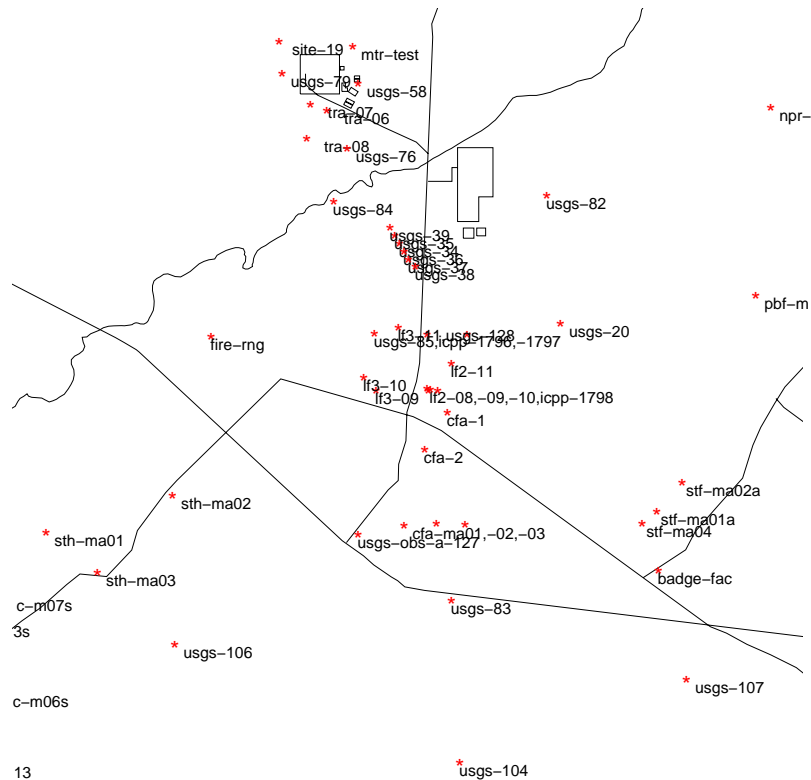 site-19
mtr-test
usgs-79
usgs-58
tra-07
tra-06
npr-
tra-08
usgs-76
usgs-84
usgs-82
usgs-39
usgs-35
usgs-34
usgs-36
usgs-37
usgs-38
pbf-m
lf3-11
usgs-128
usgs-20
usgs-85,icpp-1796,-1797
fire-rng
lf2-11
lf3-10
lf3-09
lf2-08,-09,-10,icpp-1798
cfa-1
cfa-2
stf-ma02a
sth-ma02
stf-ma01a
stf-ma04
cfa-ma01,-02,-03
sth-ma01
usgs-obs-a-127
sth-ma03
badge-fac
c-m07s
usgs-83
3s
usgs-106
usgs-107
c-m06s
usgs-104
13